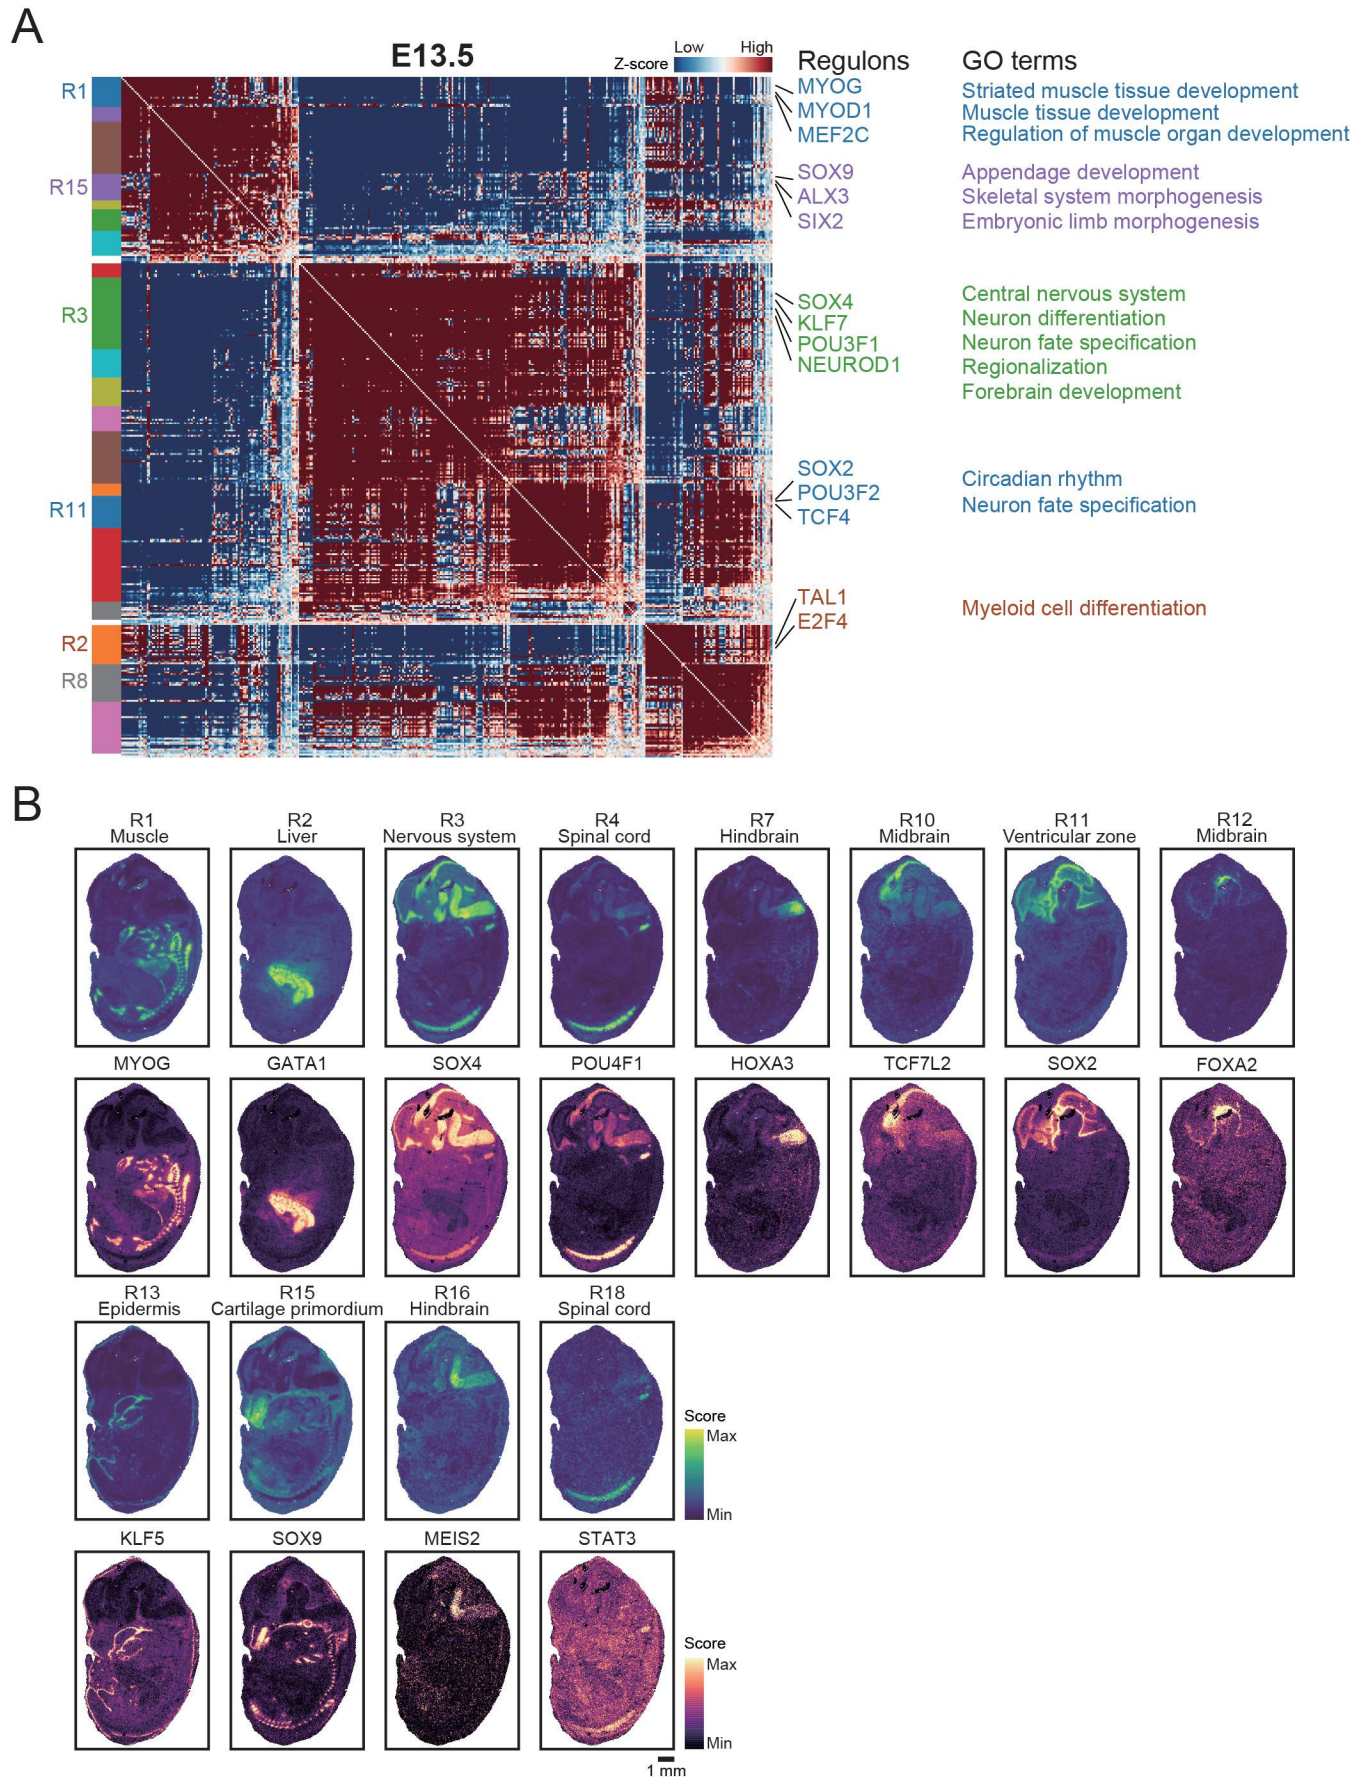 A
E13.5
Low High
Z-score
Regulons
GO terms
R1
MYOG
MYOD1
MEF2C
Striated muscle tissue development
Muscle tissue development
Regulation of muscle organ development
R15
SOX9
ALX3
SIX2
Appendage development
Skeletal system morphogenesis
Embryonic limb morphogenesis
R3
SOX4
KLF7
POU3F1
NEUROD1
Central nervous system
Neuron differentiation
Neuron fate specification
Regionalization
Forebrain development
R11
SOX2
POU3F2
TCF4
Circadian rhythm
Neuron fate specification
R2
TAL1
E2F4
Myeloid cell differentiation
R8
B
R1 R2 R3 R4 R7 R10 R11 R12
Muscle Liver Nervous system Spinal cord Hindbrain Midbrain Ventricular zone Midbrain
MYOG GATA1 SOX4 POU4F1 HOXA3 TCF7L2 SOX2 FOXA2
R13 R15 R16 R18
Epidermis Cartilage primordium Hindbrain Spinal cord
Score
Max
Min
KLF5 SOX9 MEIS2 STAT3
Score
Max
Min
1 mm